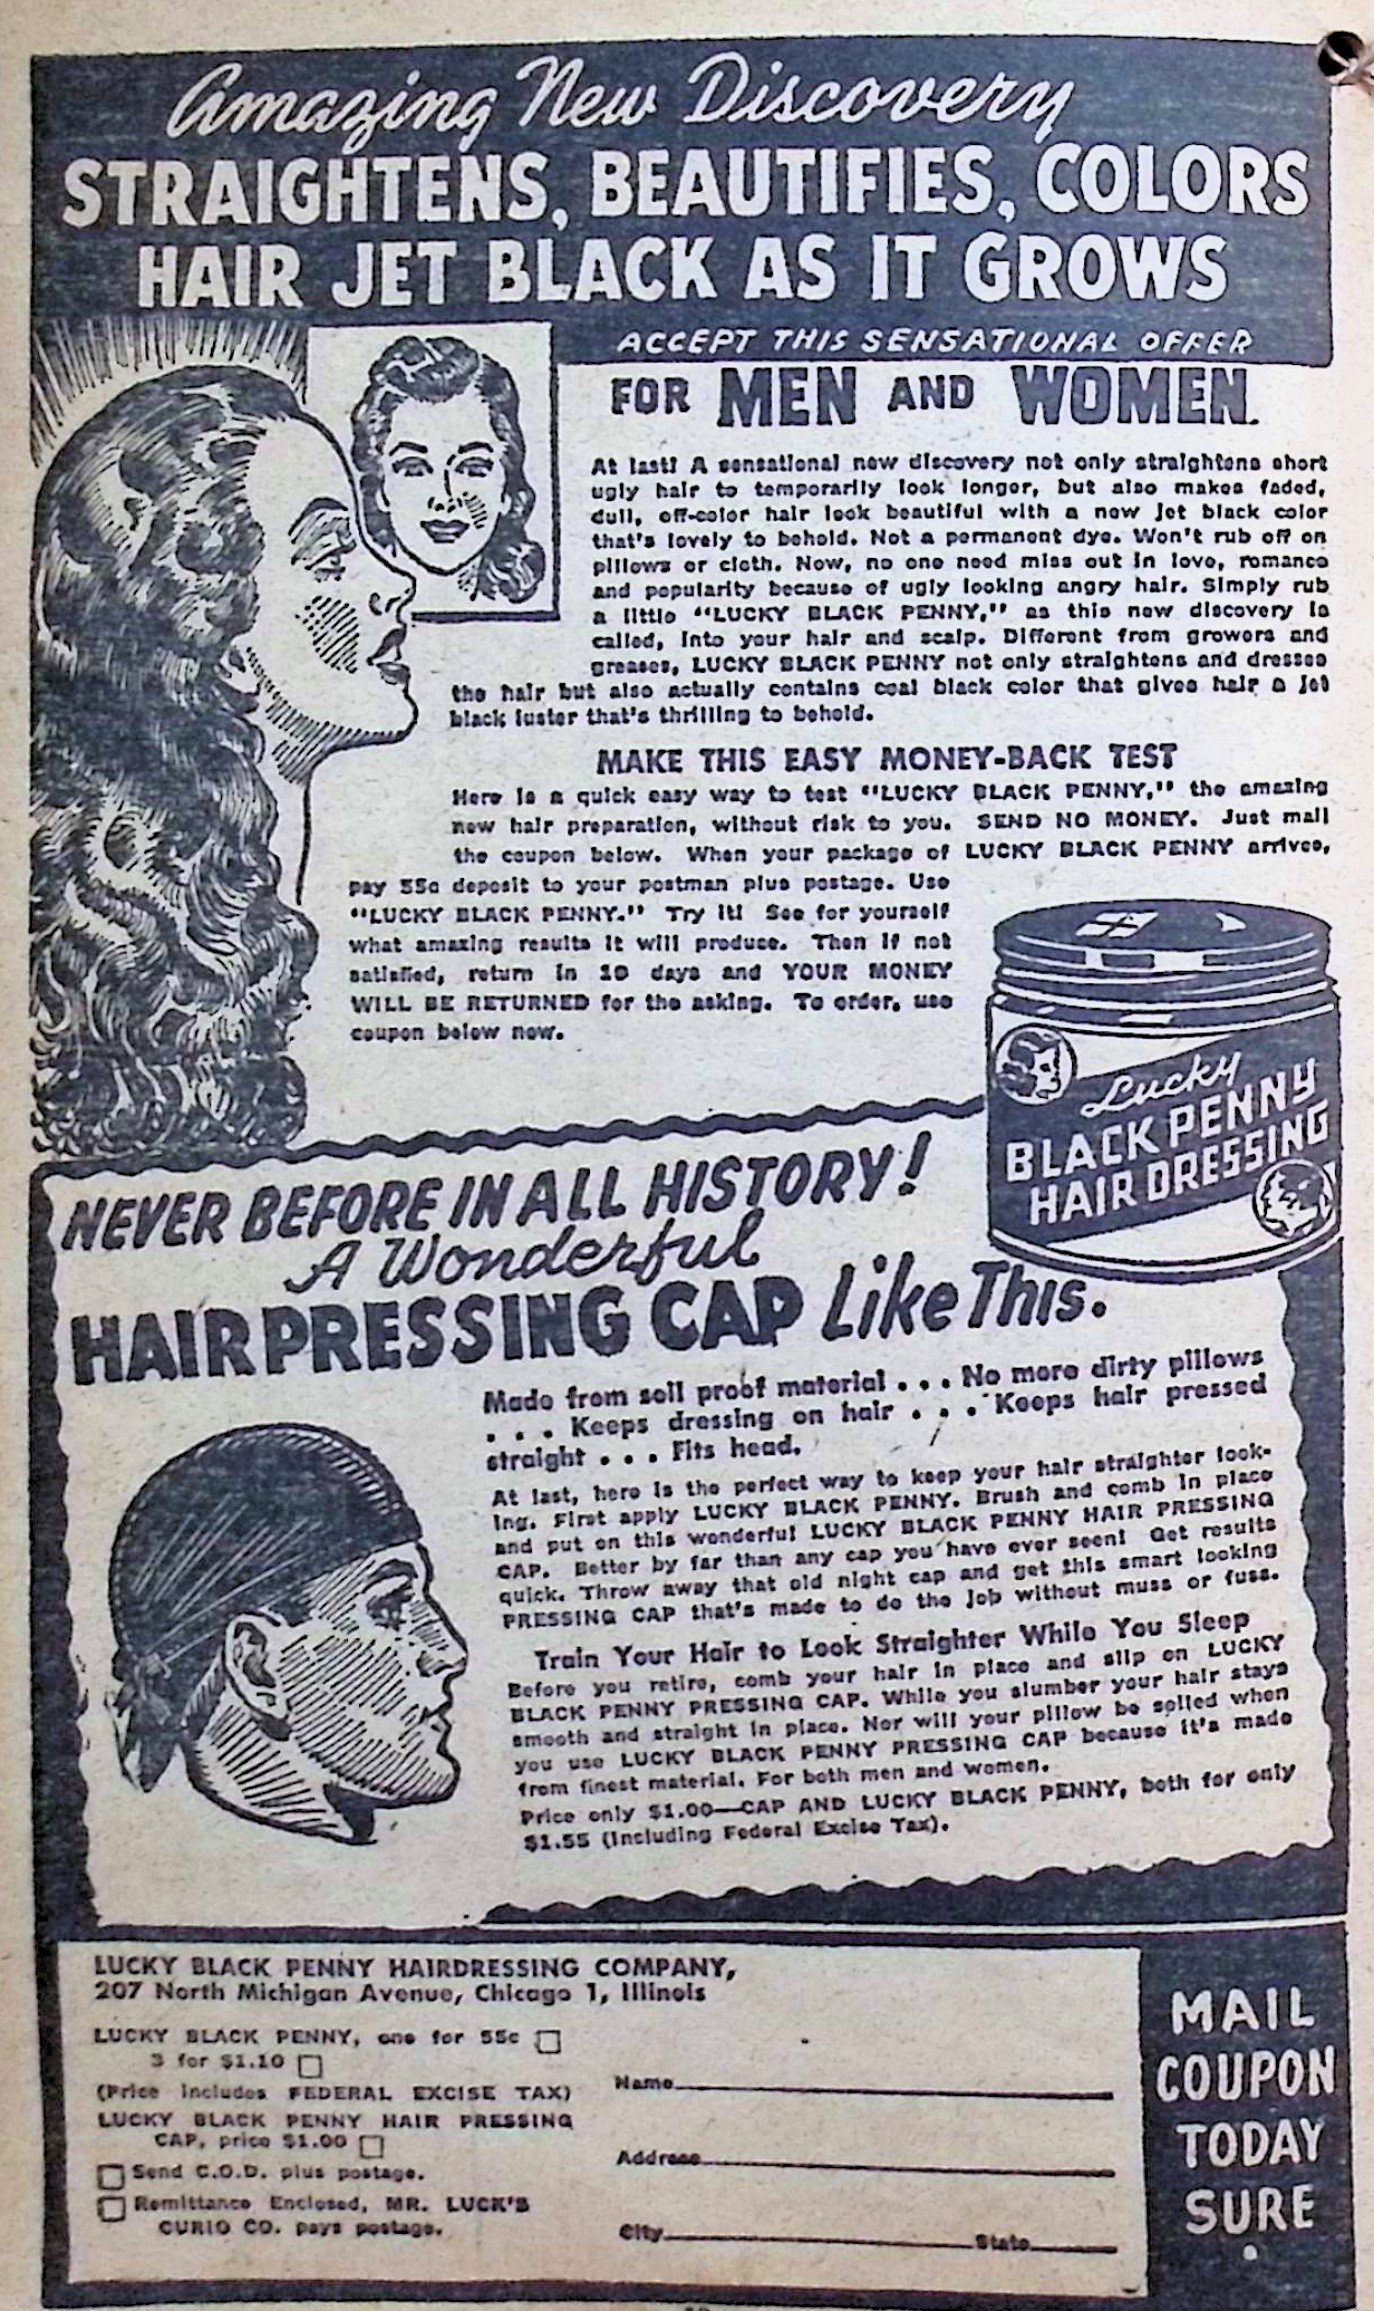 Amazing New Discovery
STRAIGHTENS, BEAUTIFIES, COLORS
HAIR JET BLACK AS IT GROWS
ACCEPT THIS SENSATIONAL OFFER
FOR MEN AND WOMEN.
At last! A sensational new discovery not only straightens short
ugly hair to temporarily look longer, but also makes faded,
dull, off-color hair look beautiful with a new jet black color
that's lovely to behold. Not a permanent dye. Won't rub off on
pillows or cloth. Now, no one need miss out in love, romance
and popularity because of ugly looking angry hair. Simply rub
a little "LUCKY BLACK PENNY," as this new discovery is
called, into your hair and scalp. Different from growers and
greases, LUCKY BLACK PENNY not only straightens and dresses
the hair but also actually contains coal black color that gives hair a jet
black luster that's thrilling to behold.
MAKE THIS EASY MONEY-BACK TEST
Here is a quick easy way to test "LUCKY BLACK PENNY," the amazing
new hair preparation, without risk to you. SEND NO MONEY. Just mail
the coupon below. When your package of LUCKY BLACK PENNY arrives,
pay 55c deposit to your postman plus postage. Use
"LUCKY BLACK PENNY." Try it! See for yourself
what amazing results it will produce. Then if not
satisfied, return in 10 days and YOUR MONEY
WILL BE RETURNED for the asking. To order, use
coupon below now.
Lucky
BLACK PENNY
HAIR DRESSING
NEVER BEFORE IN ALL HISTORY!
A Wonderful
HAIR PRESSING CAP Like This.
Made from soil proof material . . . No more dirty pillows
. . . Keeps dressing on hair . . . Keeps hair pressed
straight . . . Fits head.
At last, here is the perfect way to keep your hair straighter look-
ing. First apply LUCKY BLACK PENNY. Brush and comb in place
and put on this wonderful LUCKY BLACK PENNY HAIR PRESSING
CAP. Better by far than any cap you have ever seen! Get results
quick. Throw away that old night cap and get this smart looking
PRESSING CAP that's made to do the job without muss or fuss.
Train Your Hair to Look Straighter While You Sleep
Before you retire, comb your hair in place and slip on LUCKY
BLACK PENNY PRESSING CAP. While you slumber your hair stays
smooth and straight in place. Nor will your pillow be soiled when
you use LUCKY BLACK PENNY PRESSING CAP because it's made
from finest material. For both men and women.
Price only $1.00—CAP AND LUCKY BLACK PENNY, both for only
$1.55 (Including Federal Excise Tax).
LUCKY BLACK PENNY HAIRDRESSING COMPANY,
207 North Michigan Avenue, Chicago 1, Illinois
LUCKY BLACK PENNY, one for 55c
3 for $1.10
(Price includes FEDERAL EXCISE TAX)
LUCKY BLACK PENNY HAIR PRESSING
CAP, price $1.00
Send C.O.D. plus postage.
Remittance Enclosed, MR. LUCK'S
CURIO CO. pays postage.
Name
Address
City State
MAIL
COUPON
TODAY
SURE